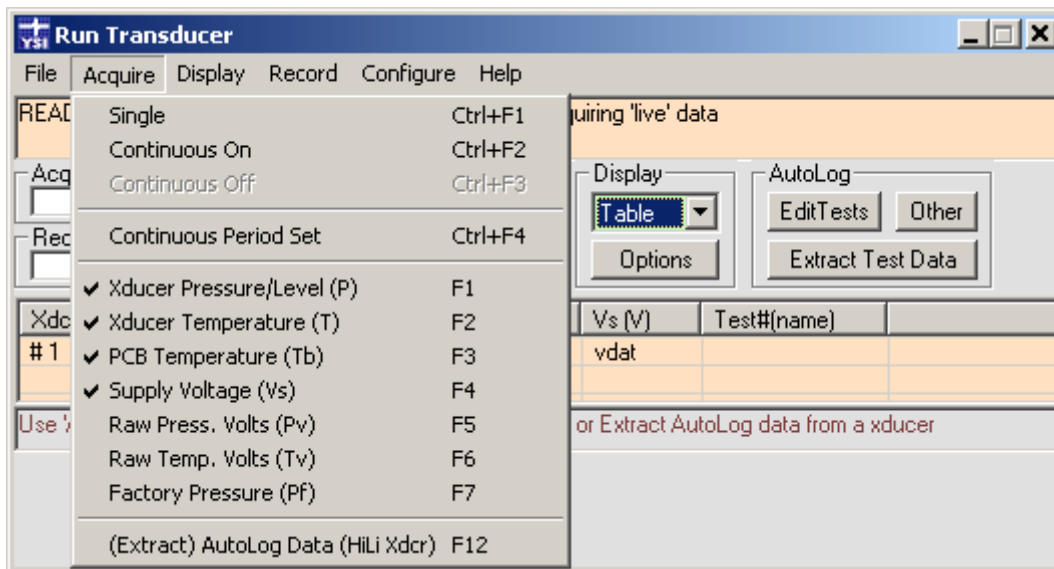 YSI Run Transducer
File Acquire Display Record Configure Help
quiring 'live' data
Single Ctrl+F1
Continuous On Ctrl+F2
Continuous Off Ctrl+F3
Continuous Period Set Ctrl+F4
Xducer Pressure/Level (P) F1
Xducer Temperature (T) F2
PCB Temperature (Tb) F3
Supply Voltage (Vs) F4
Raw Press. Volts (Pv) F5
Raw Temp. Volts (Tv) F6
Factory Pressure (Pf) F7
(Extract) AutoLog Data (HiLi Xdcr) F12
Acq
Rec
Display
Table
Options
AutoLog
EditTests Other
Extract Test Data
Xdc Vs (V) Test#(name)
#1 vdat
Use or Extract AutoLog data from a xducer